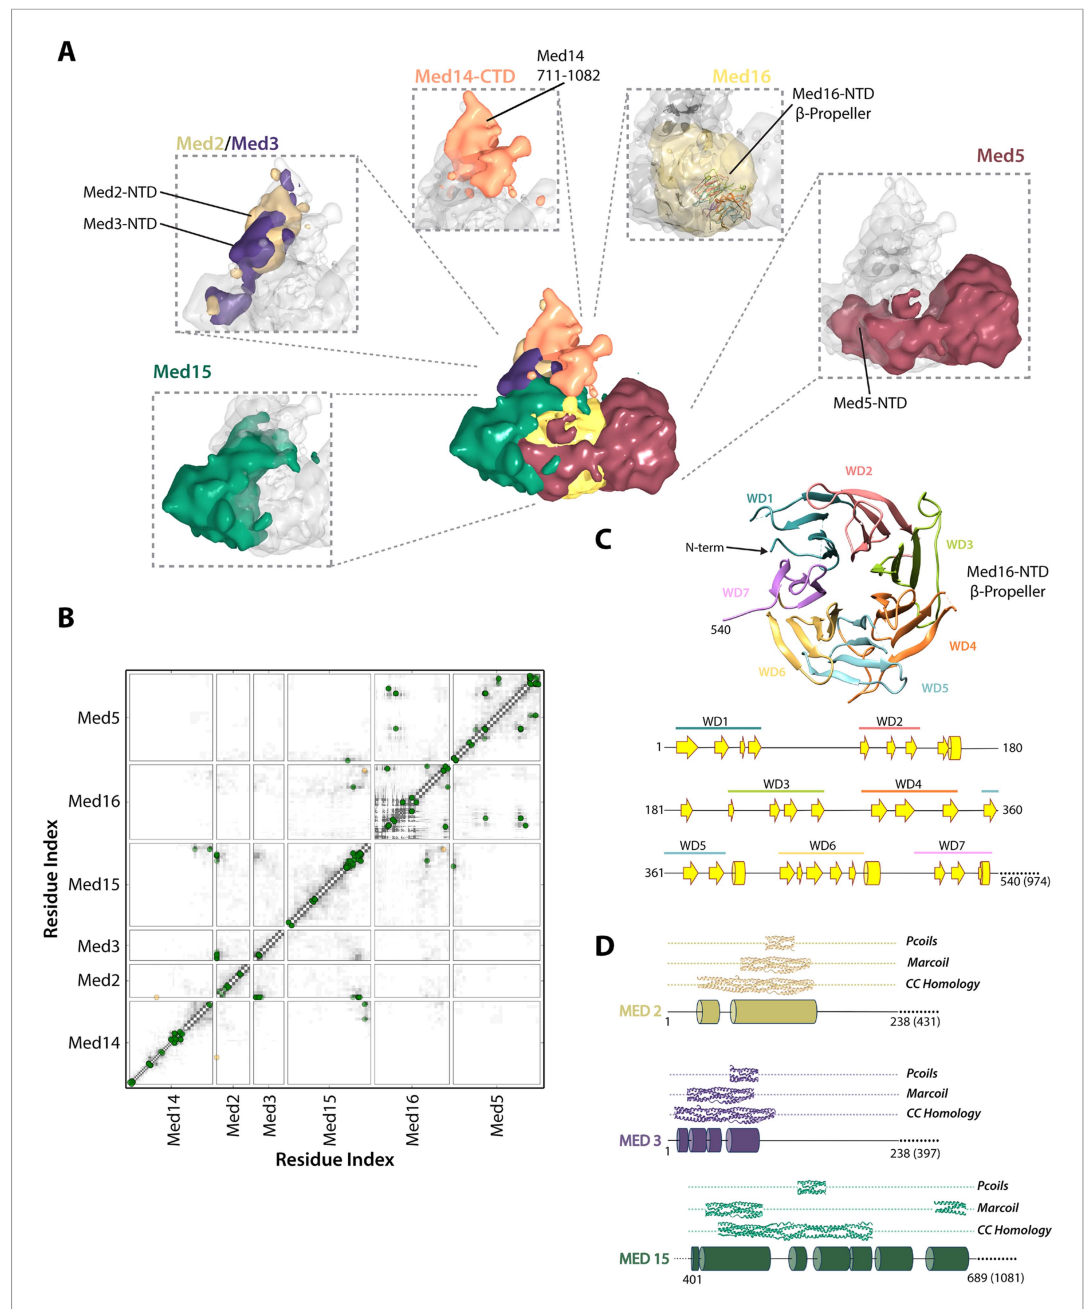 A
Med14
711-1082
Med14-CTD
Med16
Med16-NTD
β-Propeller
Med2/Med3
Med5
Med2-NTD
Med3-NTD
Med15
Med5-NTD
C
WD1
WD2
WD3
WD4
WD5
WD6
WD7
N-term
540
Med16-NTD
β-Propeller
WD1 WD2
1 180
WD3 WD4
181 360
WD5 WD6 WD7
361 540 (974)
B
Med5
Med16
Med15
Med3
Med2
Med14
Residue Index
Med14 Med2 Med3 Med15 Med16 Med5
Residue Index
D
Pcoils
Marcoil
CC Homology
MED 2
1 238 (431)
Pcoils
Marcoil
CC Homology
MED 3
1 238 (397)
Pcoils
Marcoil
CC Homology
MED 15
401 689 (1081)